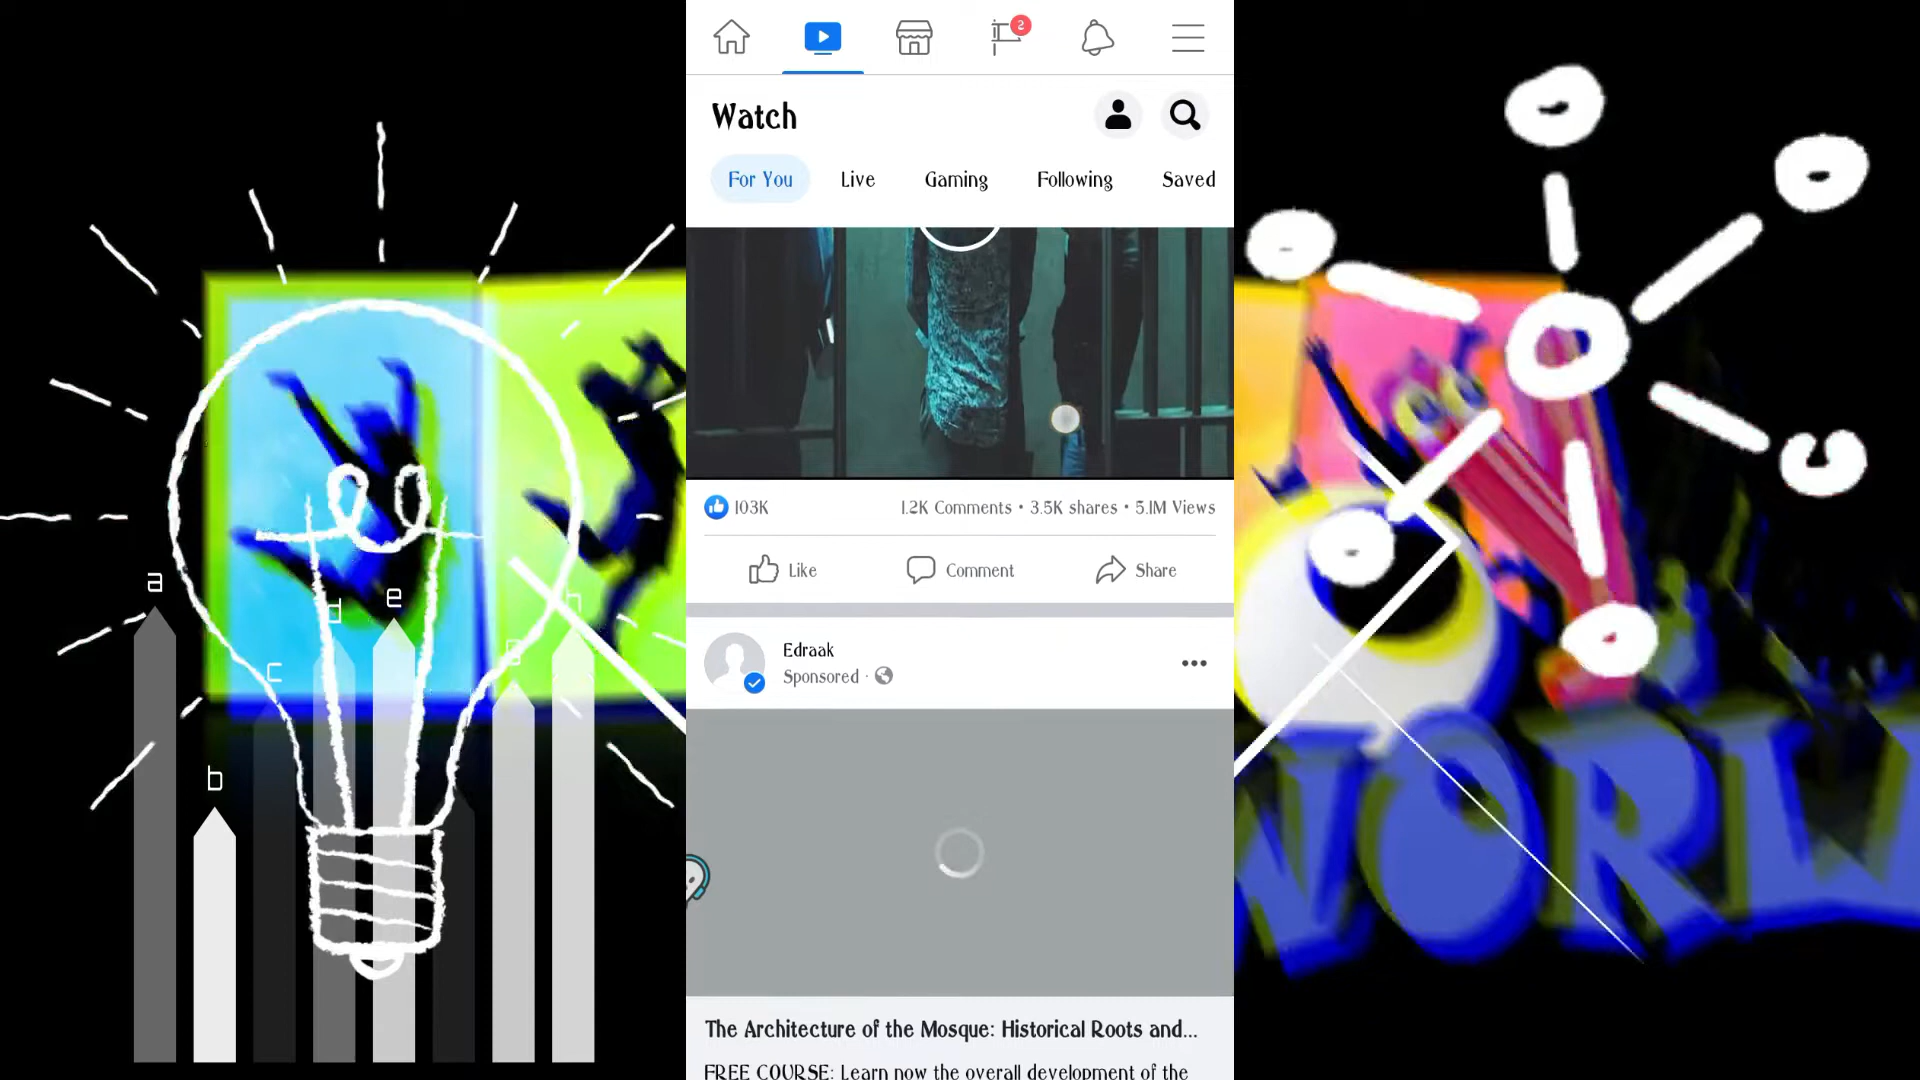 2
Watch
For You Live Gaming Following Saved
103K 1.2K Comments • 3.5K shares • 5.1M Views
Like Comment Share
Edraak
Sponsored ·
The Architecture of the Mosque: Historical Roots and...
FREE COURSE: Learn now the overall development of the
a
b
c
d
e
g
h
WORL